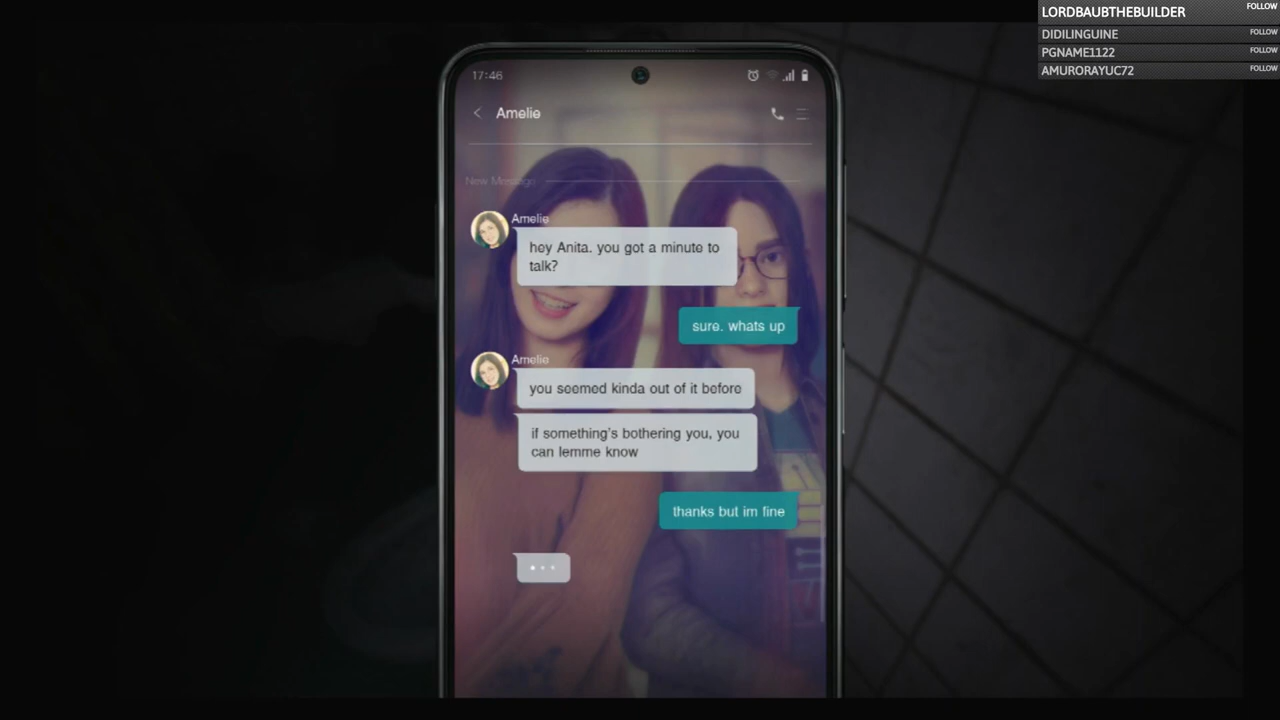 LORDBAUBTHEBUILDER FOLLOW
DIDILINGUINE FOLLOW
PGNAME1122 FOLLOW
AMURORAYUC72 FOLLOW
17:46
Amelie
New Message
Amelie
hey Anita. you got a minute to
talk?
sure. whats up
Amelie
you seemed kinda out of it before
if something's bothering you, you
can lemme know
thanks but im fine